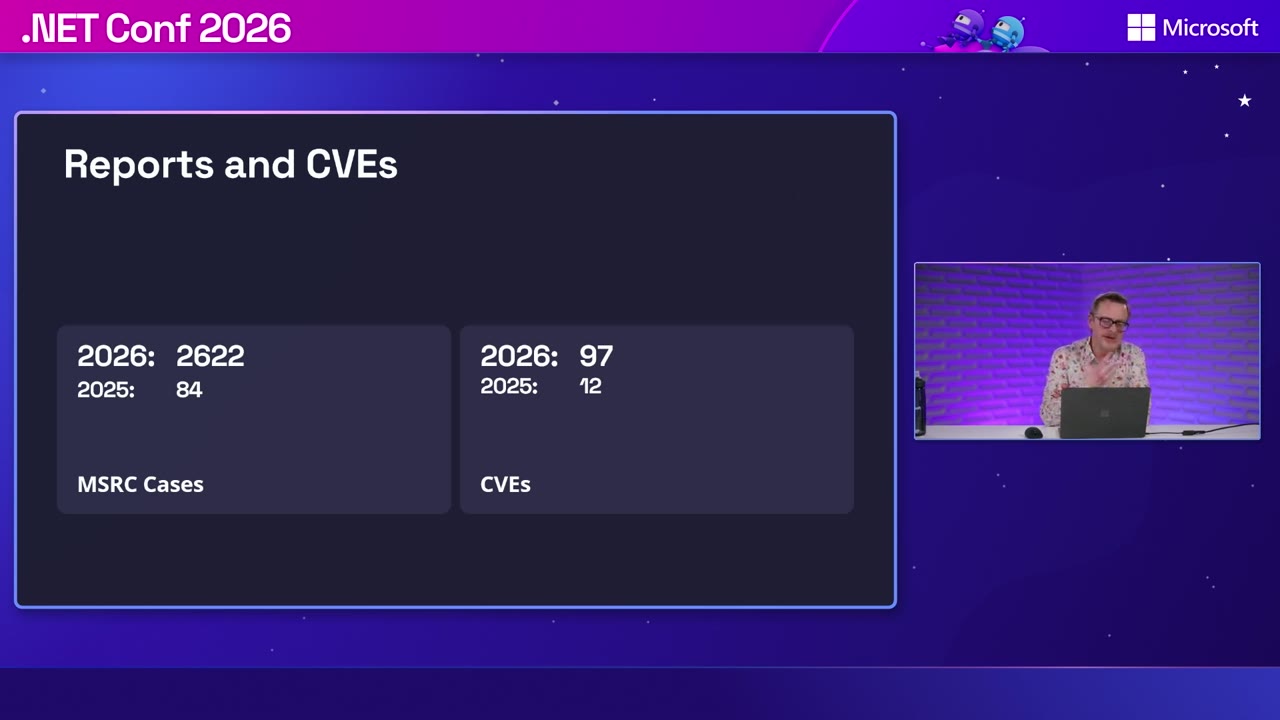 .NET Conf 2026
Microsoft
Reports and CVEs
2026: 2622
2025: 84
MSRC Cases
2026: 97
2025: 12
CVEs